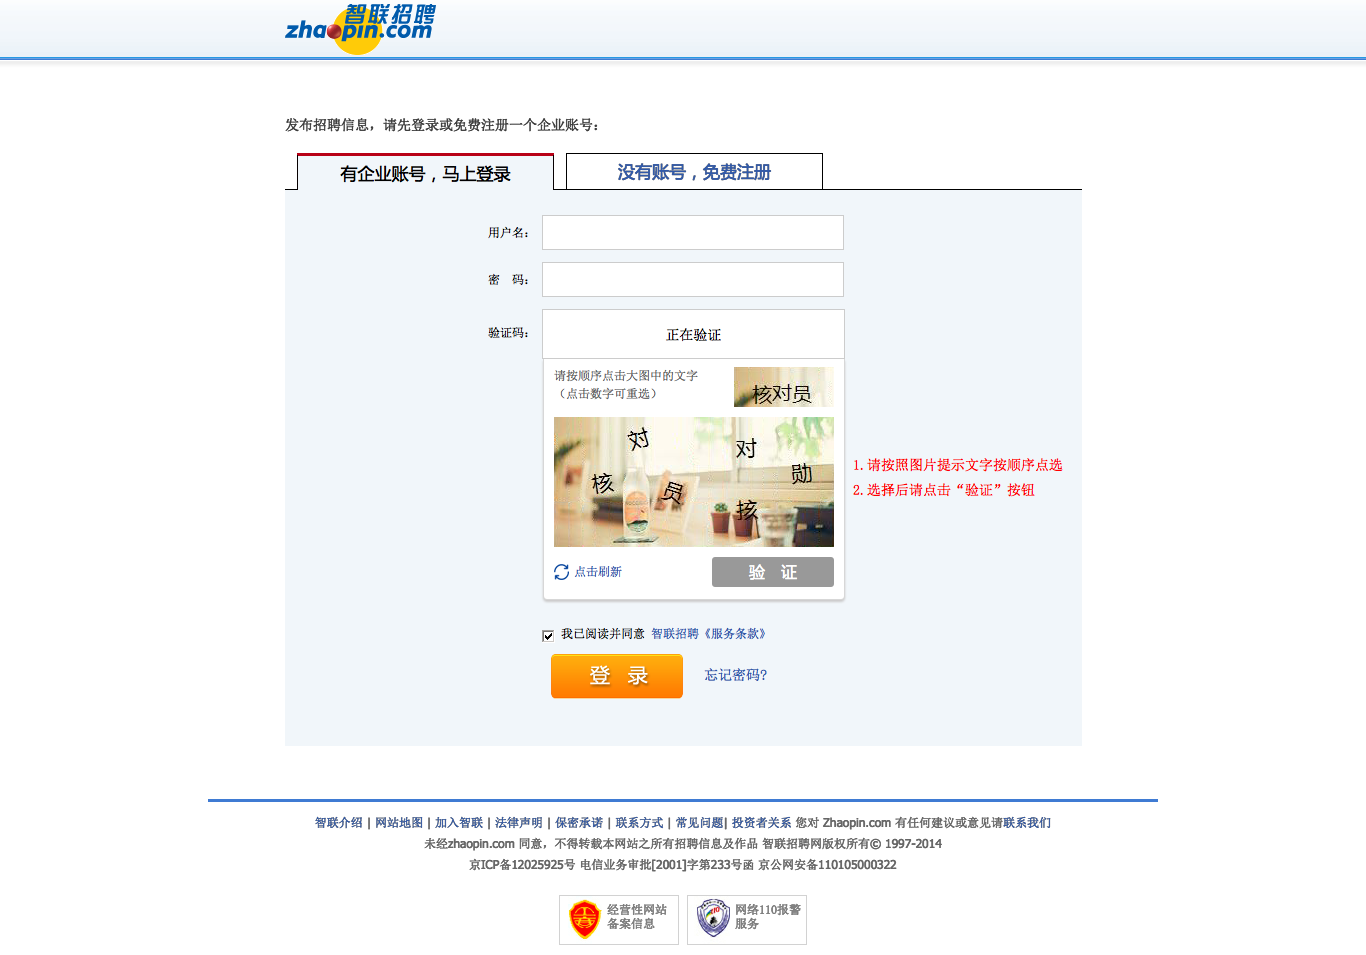 智联招聘
zhaopin.com
发布招聘信息，请先登录或免费注册一个企业账号：
有企业账号，马上登录
没有账号，免费注册
用户名：
密 码：
验证码：
正在验证
请按顺序点击大图中的文字
（点击数字可重选）
核对员
对
对
核
员
勋
孩
1. 请按照图片提示文字按顺序点选
2. 选择后请点击“验证”按钮
点击刷新
验 证
我已阅读并同意 智联招聘《服务条款》
登 录
忘记密码?
智联介绍 | 网站地图 | 加入智联 | 法律声明 | 保密承诺 | 联系方式 | 常见问题| 投资者关系 您对 Zhaopin.com 有任何建议或意见请联系我们
未经zhaopin.com 同意，不得转载本网站之所有招聘信息及作品 智联招聘网版权所有© 1997-2014
京ICP备12025925号 电信业务审批[2001]字第233号函 京公网安备110105000322
经营性网站
备案信息
网络110报警
服务